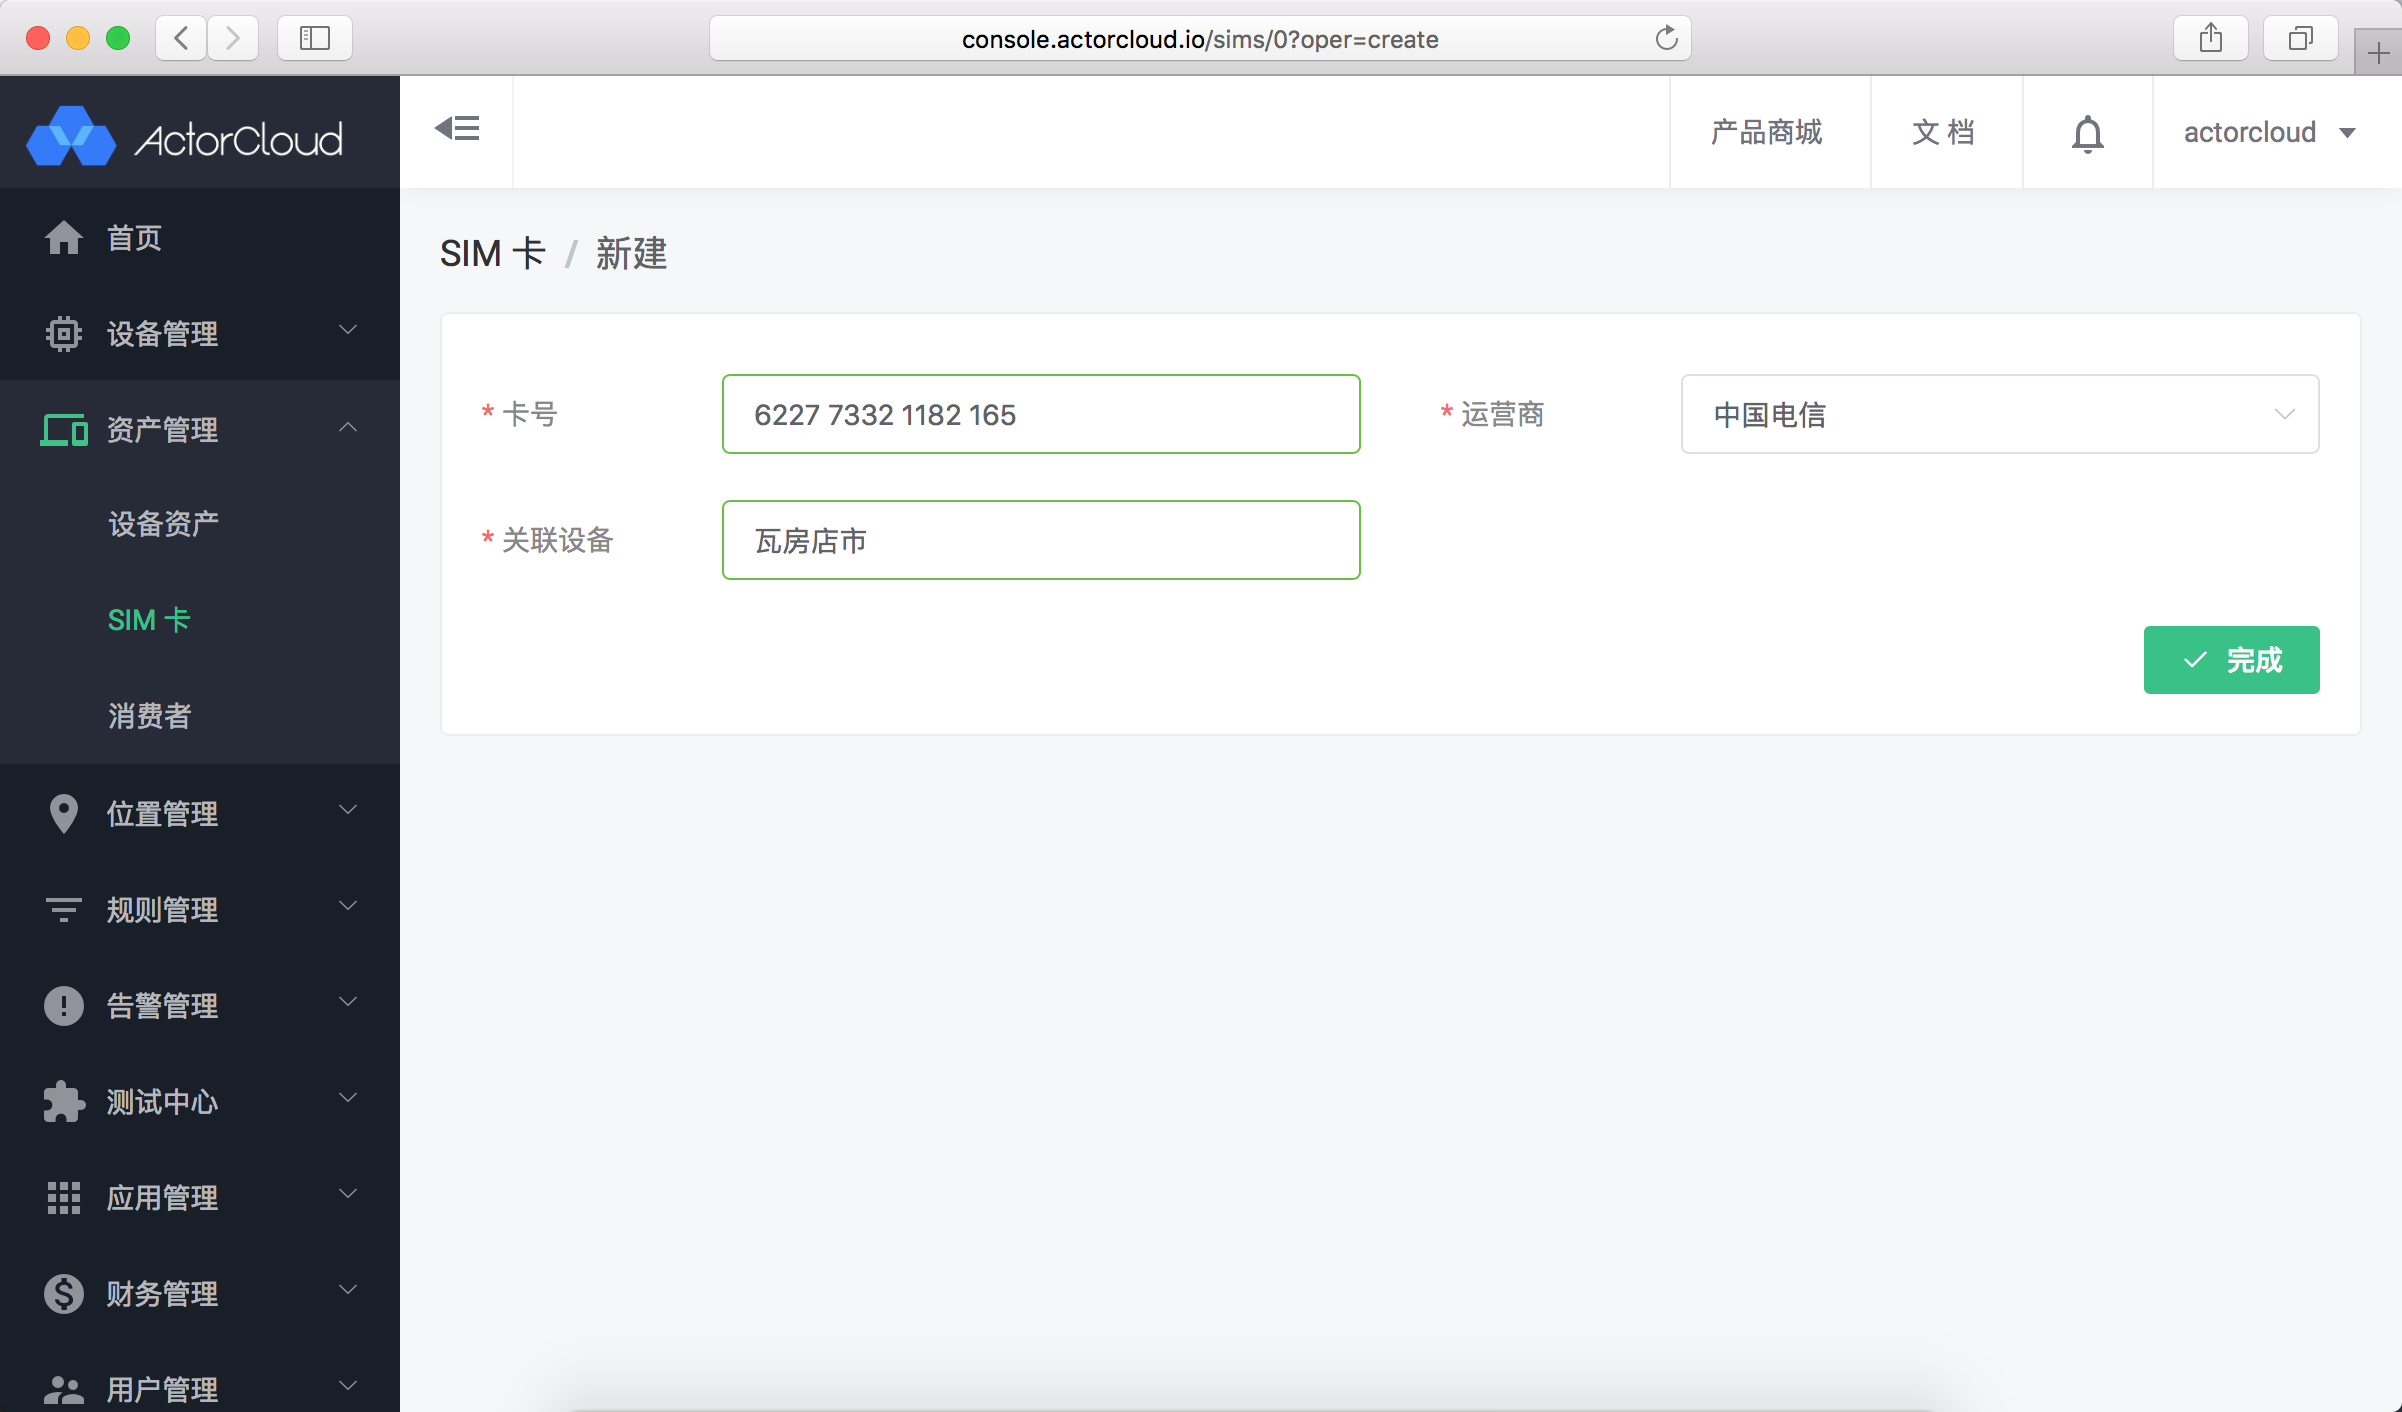 console.actorcloud.io/sims/0?oper=create
ActorCloud
产品商城
文 档
actorcloud
首页
设备管理
资产管理
设备资产
SIM 卡
消费者
位置管理
规则管理
告警管理
测试中心
应用管理
财务管理
用户管理
SIM 卡 / 新建
* 卡号
6227 7332 1182 165
* 运营商
中国电信
* 关联设备
瓦房店市
完成